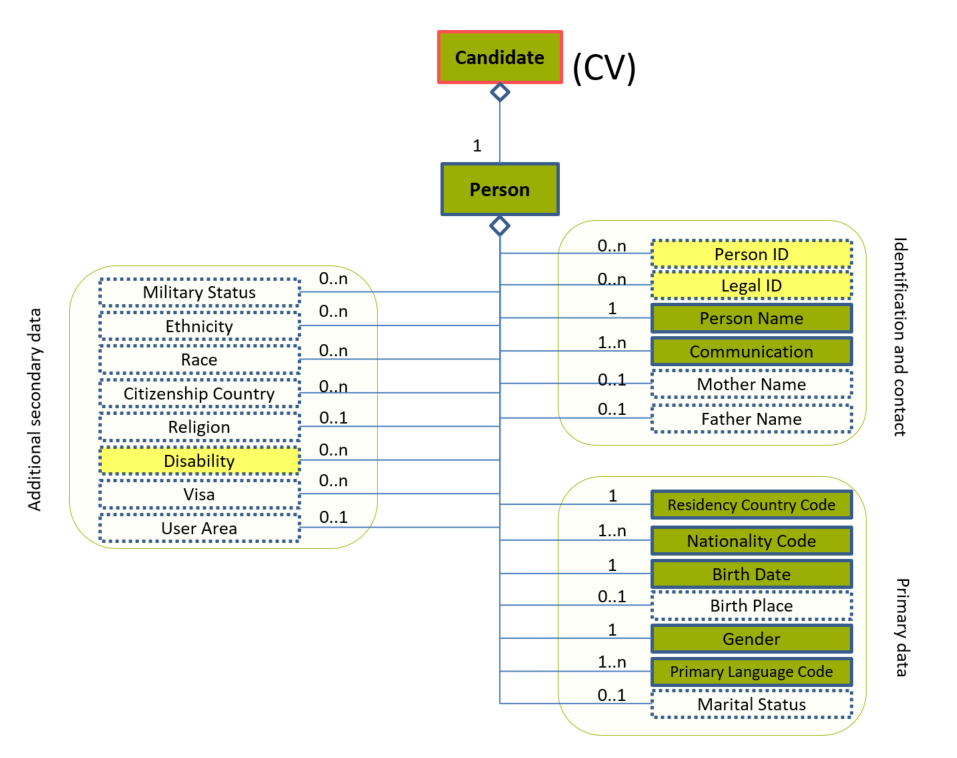 Candidate
(CV)
1
Person
Additional secondary data
0..n
Military Status
0..n
Ethnicity
0..n
Race
0..n
Citizenship Country
0..1
Religion
0..n
Disability
0..n
Visa
0..1
User Area
Identification and contact
0..n
Person ID
0..n
Legal ID
1
Person Name
1..n
Communication
0..1
Mother Name
0..1
Father Name
Primary data
1
Residency Country Code
1..n
Nationality Code
1
Birth Date
0..1
Birth Place
1
Gender
1..n
Primary Language Code
0..1
Marital Status